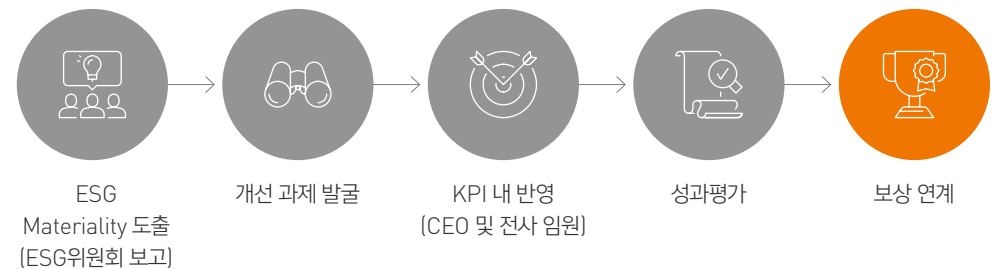 ESG
Materiality 도출
(ESG위원회 보고)
개선 과제 발굴
KPI 내 반영
(CEO 및 전사 임원)
성과평가
보상 연계